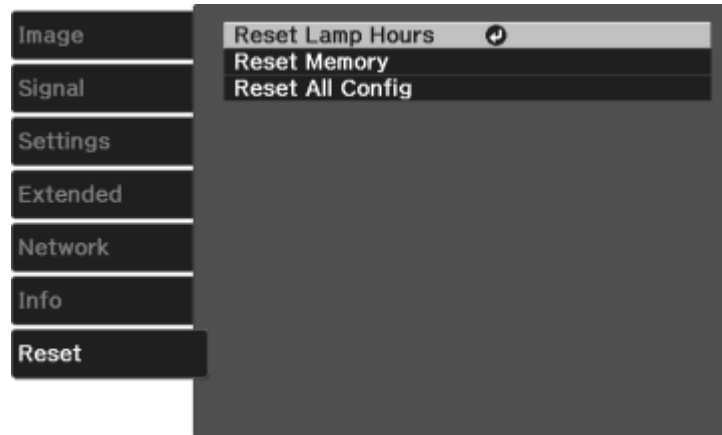 Image
Signal
Settings
Extended
Network
Info
Reset
Reset Lamp Hours
Reset Memory
Reset All Config